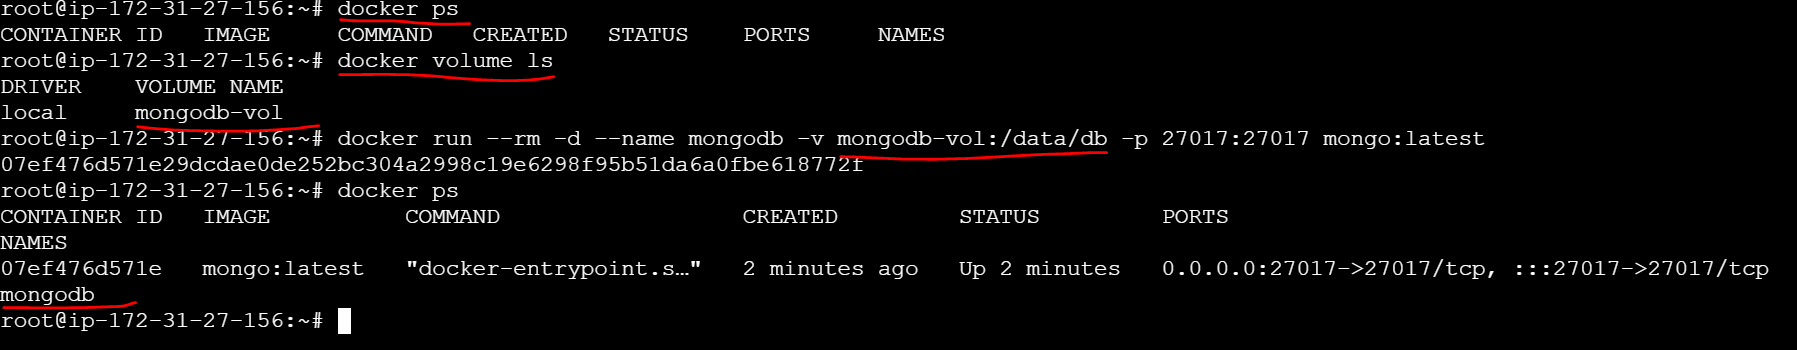 root@ip-172-31-27-156:~# docker ps
CONTAINER ID   IMAGE     COMMAND   CREATED   STATUS    PORTS     NAMES
root@ip-172-31-27-156:~# docker volume ls
DRIVER    VOLUME NAME
local     mongodb-vol
root@ip-172-31-27-156:~# docker run --rm -d --name mongodb -v mongodb-vol:/data/db -p 27017:27017 mongo:latest
07ef476d571e29dcdae0de252bc304a2998c19e6298f95b51da6a0fbe618772f
root@ip-172-31-27-156:~# docker ps
CONTAINER ID   IMAGE          COMMAND                  CREATED         STATUS         PORTS
NAMES
07ef476d571e   mongo:latest   "docker-entrypoint.s…"   2 minutes ago   Up 2 minutes   0.0.0.0:27017->27017/tcp, :::27017->27017/tcp
mongodb
root@ip-172-31-27-156:~#